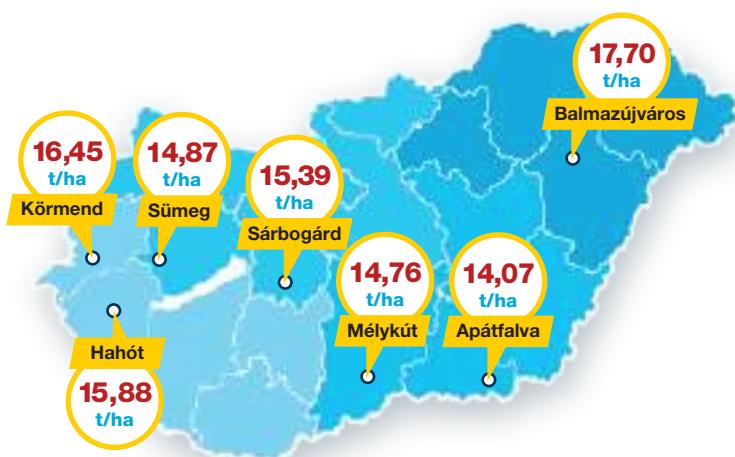 17,70
t/ha
Balmazújváros
16,45
t/ha
Körmend
14,87
t/ha
Sümeg
15,39
t/ha
Sárbogárd
14,76
t/ha
Mélykút
14,07
t/ha
Apátfalva
Hahót
15,88
t/ha